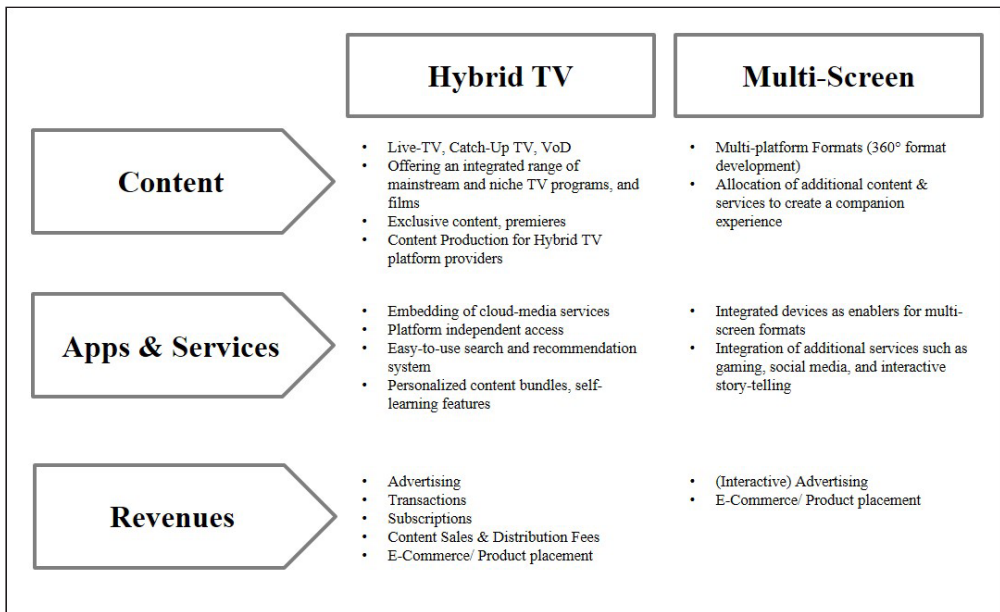 Hybrid TV
Multi-Screen
Content
• Live-TV, Catch-Up TV, VoD
• Offering an integrated range of
mainstream and niche TV programs, and
films
• Exclusive content, premieres
• Content Production for Hybrid TV
platform providers
• Multi-platform Formats (360° format
development)
• Allocation of additional content &
services to create a companion
experience
Apps & Services
• Embedding of cloud-media services
• Platform independent access
• Easy-to-use search and recommendation
system
• Personalized content bundles, self-
learning features
• Integrated devices as enablers for multi-
screen formats
• Integration of additional services such as
gaming, social media, and interactive
story-telling
Revenues
• Advertising
• Transactions
• Subscriptions
• Content Sales & Distribution Fees
• E-Commerce/ Product placement
• (Interactive) Advertising
• E-Commerce/ Product placement